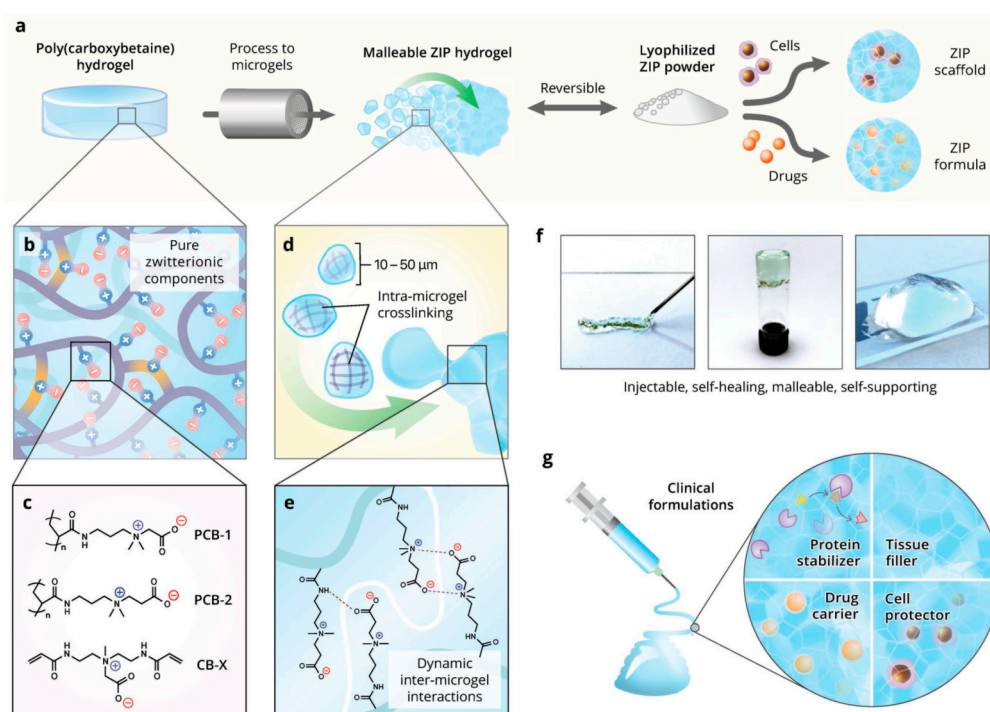 a
Poly(carboxybetaine)
hydrogel
Process to
microgels
Malleable ZIP hydrogel
Reversible
Lyophilized
ZIP powder
Cells
Drugs
ZIP
scaffold
ZIP
formula
b
Pure
zwitterionic
components
d
10 – 50 µm
Intra-microgel
crosslinking
f
Injectable, self-healing, malleable, self-supporting
c
PCB-1
PCB-2
CB-X
e
Dynamic
inter-microgel
interactions
g
Clinical
formulations
Protein
stabilizer
Tissue
filler
Drug
carrier
Cell
protector